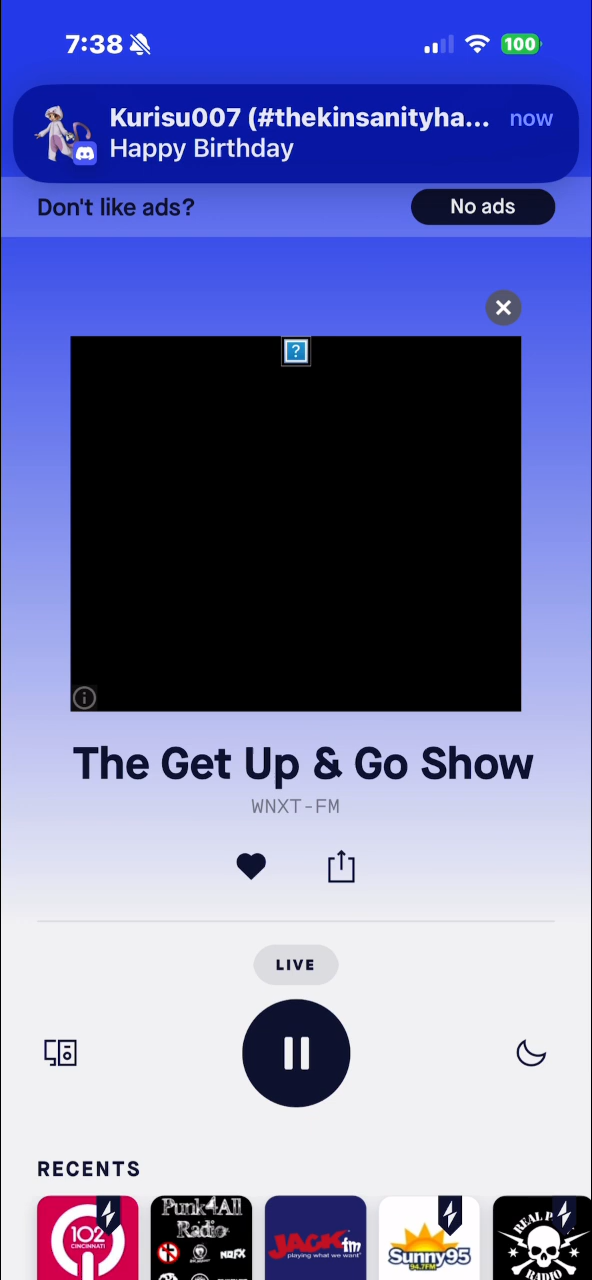 7:38
100
Kurisu007 (#thekinsanityha...
now
Happy Birthday
Don't like ads?
No ads
?
The Get Up & Go Show
WNXT-FM
LIVE
RECENTS
102
CINCINNATI
Punk4All
Radio
NOFX
JACK fm
playing what we want
Sunny95
94.7FM
REAL P
RADIO